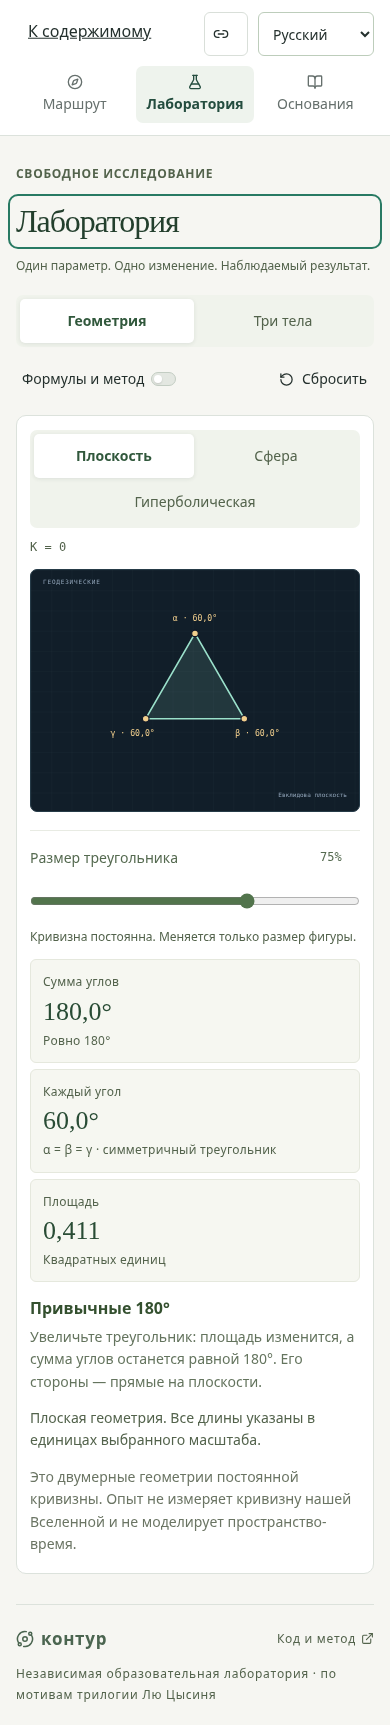 К содержимому
Русский
Маршрут
Лаборатория
Основания
СВОБОДНОЕ ИССЛЕДОВАНИЕ
Лаборатория
Один параметр. Одно изменение. Наблюдаемый результат.
Геометрия
Три тела
Формулы и метод
Сбросить
Плоскость
Сфера
Гиперболическая
K = 0
ГЕОДЕЗИЧЕСКИЕ
α · 60,0°
γ · 60,0°
β · 60,0°
Евклидова плоскость
Размер треугольника
75%
Кривизна постоянна. Меняется только размер фигуры.
Сумма углов
180,0°
Ровно 180°
Каждый угол
60,0°
α = β = γ · симметричный треугольник
Площадь
0,411
Квадратных единиц
Привычные 180°
Увеличьте треугольник: площадь изменится, а
сумма углов останется равной 180°. Его
стороны — прямые на плоскости.
Плоская геометрия. Все длины указаны в
единицах выбранного масштаба.
Это двумерные геометрии постоянной
кривизны. Опыт не измеряет кривизну нашей
Вселенной и не моделирует пространство-
время.
контур
Код и метод
Независимая образовательная лаборатория · по
мотивам трилогии Лю Цысиня